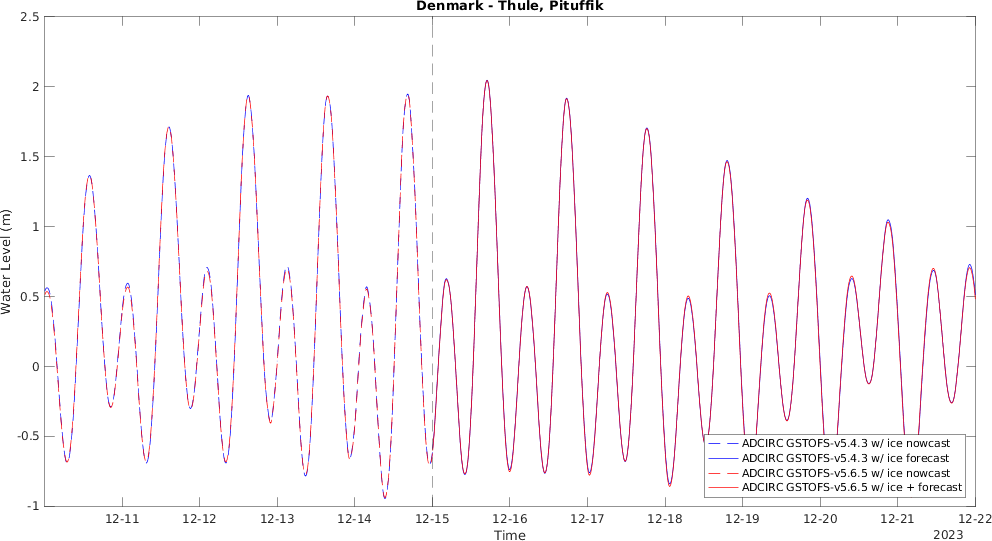 Denmark - Thule, Pituffik
2.5
2
1.5
1
0.5
0
-0.5
-1
Water Level (m)
ADCIRC GSTOFS-v5.4.3 w/ ice nowcast
ADCIRC GSTOFS-v5.4.3 w/ ice forecast
ADCIRC GSTOFS-v5.6.5 w/ ice nowcast
ADCIRC GSTOFS-v5.6.5 w/ ice + forecast
12-11 12-12 12-13 12-14 12-15 12-16 12-17 12-18 12-19 12-20 12-21 12-22
Time
2023